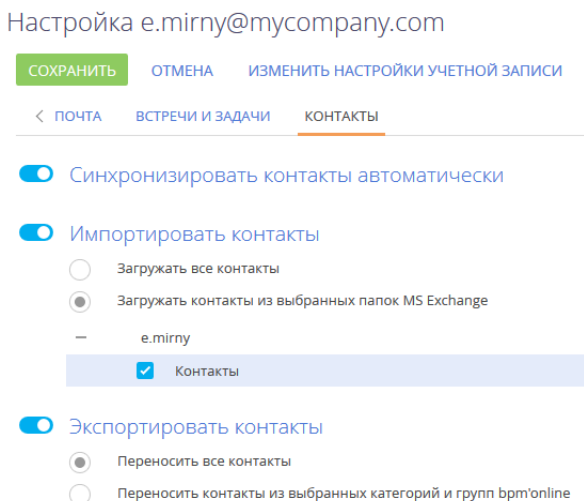 Настройка e.mirny@mycompany.com
СОХРАНИТЬ ОТМЕНА ИЗМЕНИТЬ НАСТРОЙКИ УЧЕТНОЙ ЗАПИСИ
< ПОЧТА ВСТРЕЧИ И ЗАДАЧИ КОНТАКТЫ
Синхронизировать контакты автоматически
Импортировать контакты
Загружать все контакты
Загружать контакты из выбранных папок MS Exchange
e.mirny
Контакты
Экспортировать контакты
Переносить все контакты
Переносить контакты из выбранных категорий и групп bpm'online